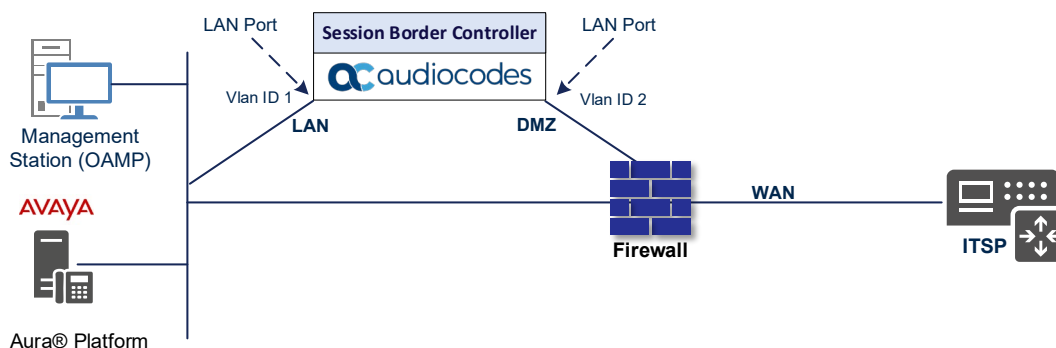 LAN Port
Session Border Controller
LAN Port
audiocodes
Vlan ID 1
Vlan ID 2
LAN
DMZ
Management
Station (OAMP)
WAN
AVAYA
Firewall
ITSP
Aura® Platform